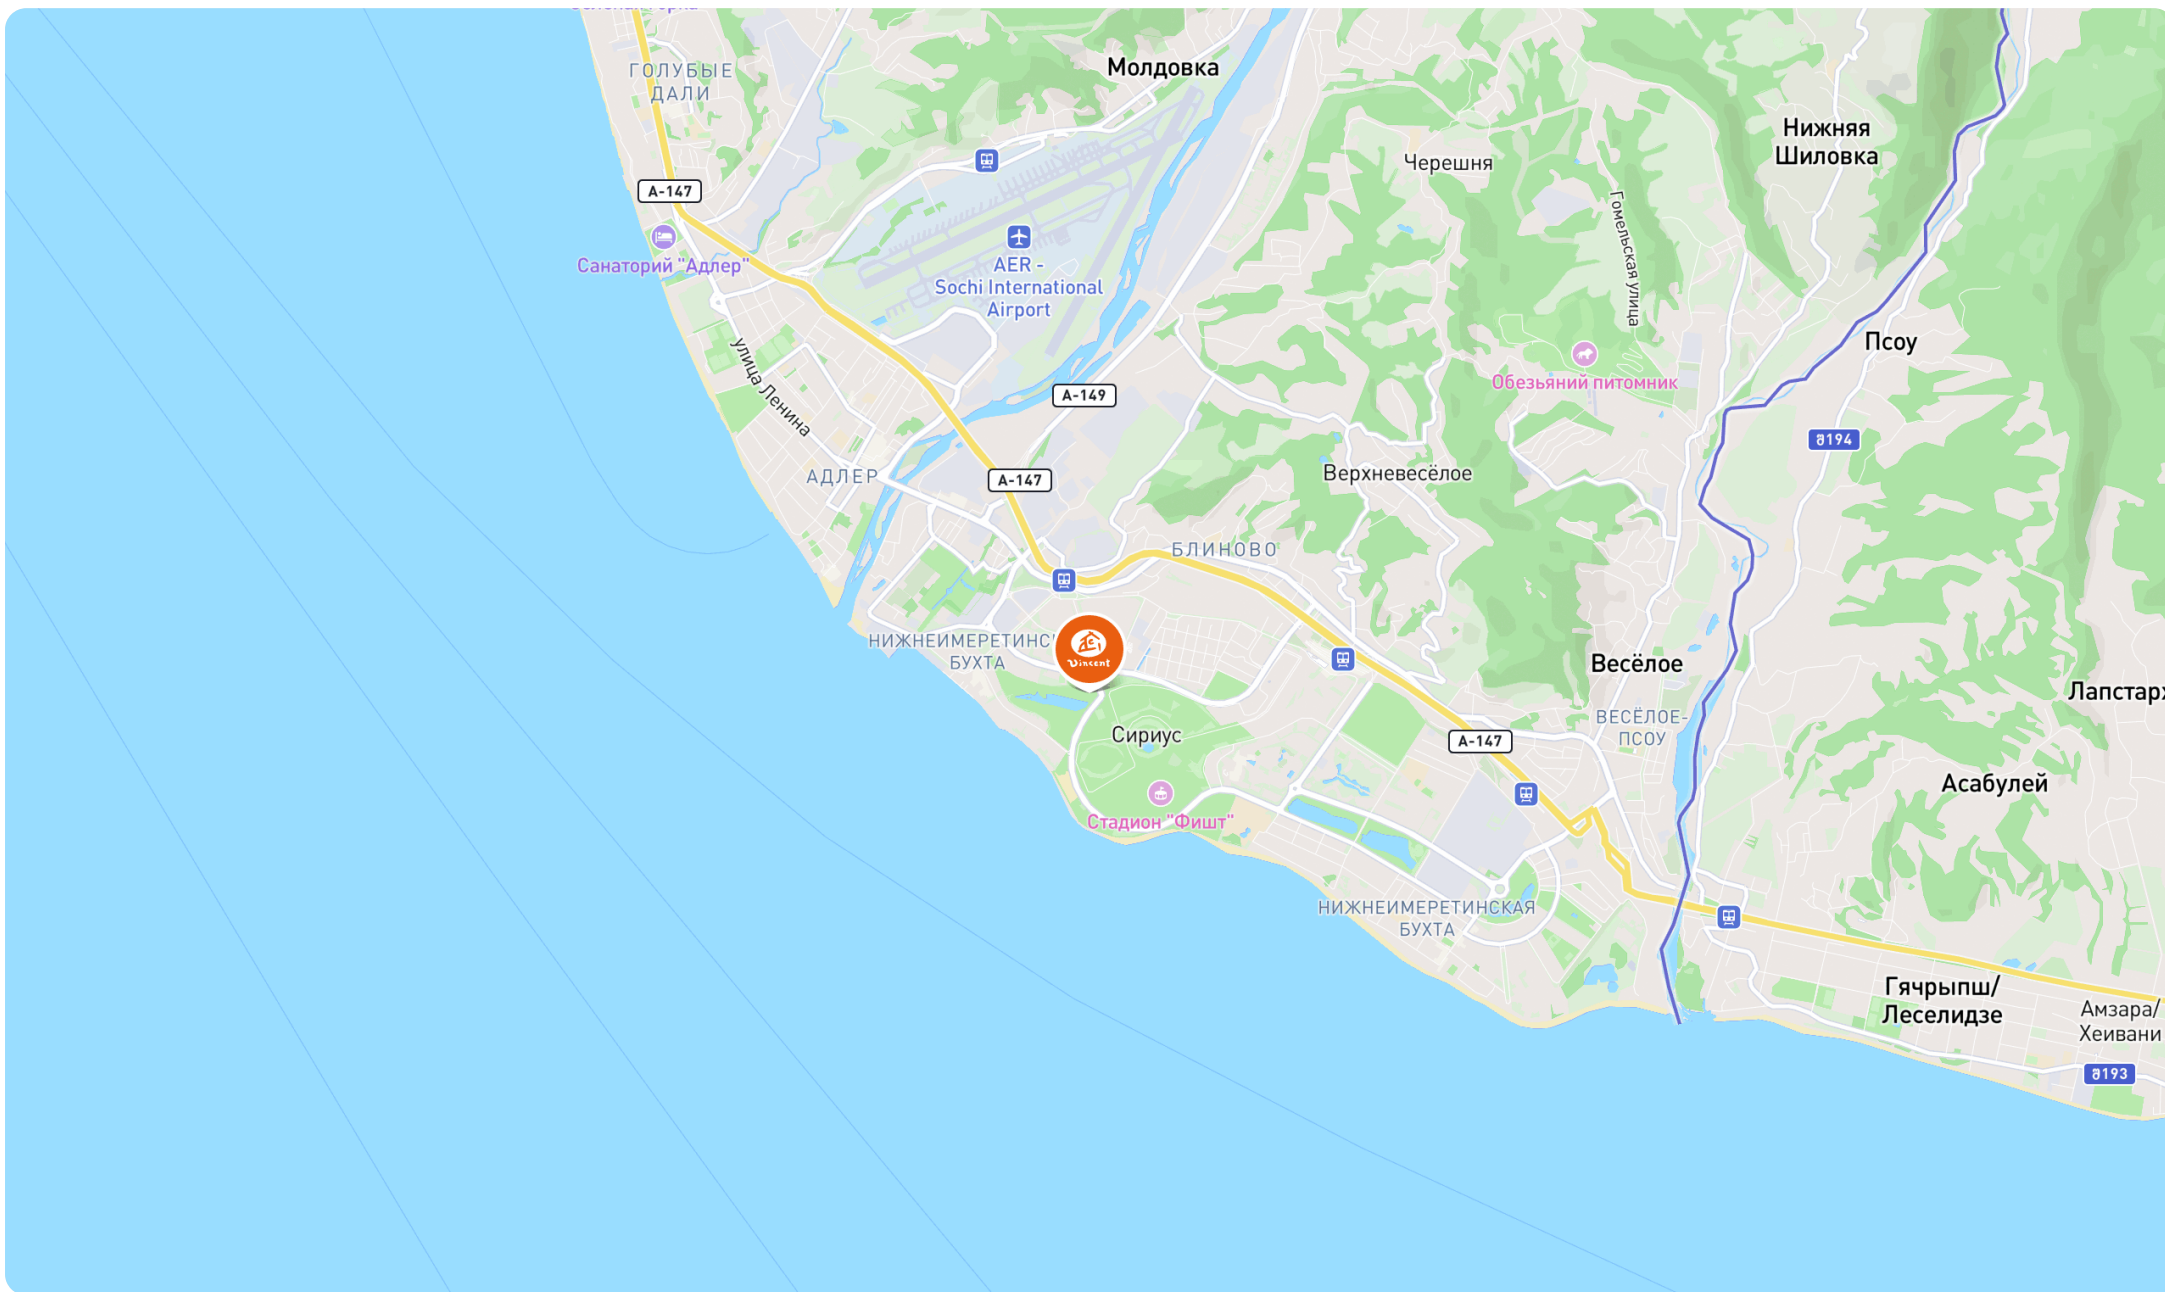 Молдовка
ГОЛУБЫЕ
ДАЛИ
Нижняя
Шиловка
Черешня
А-147
Гомельская улица
Санаторий "Адлер"
AER -
Sochi International
Airport
Псоу
улица Ленина
Обезьяний питомник
А-149
მ194
Верхневесёлое
АДЛЕР
А-147
БЛИНОВО
НИЖНЕИМЕРЕТИНС
БУХТА
Vincent
Весёлое
Лапстарх
ВЕСЁЛОЕ-
ПСОУ
Сириус
А-147
Асабулей
Стадион "Фишт"
НИЖНЕИМЕРЕТИНСКАЯ
БУХТА
Гячрыпш/
Леселидзе
Амзара/
Хеивани
მ193